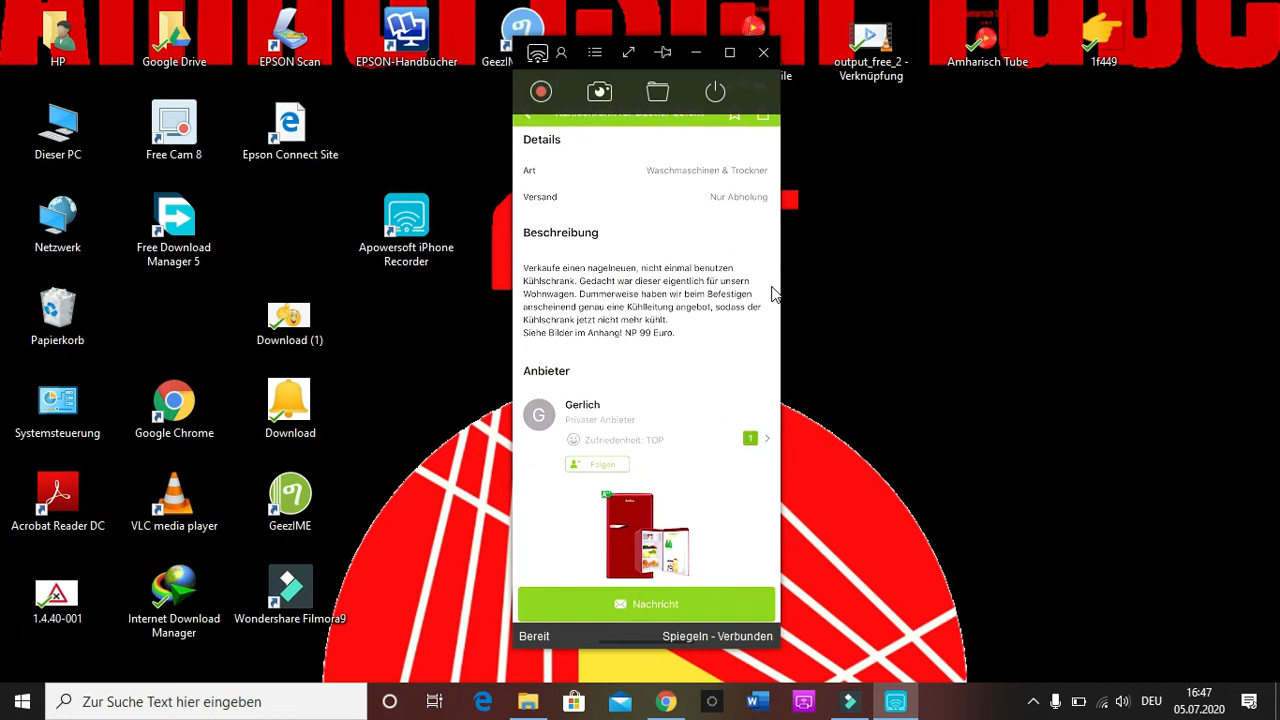 HP
Google Drive
EPSON Scan
EPSON-Handbücher
output_free_2 -
Verknüpfung
Amharisch Tube
1f449
Dieser PC
Free Cam 8
Epson Connect Site
Netzwerk
Free Download
Manager 5
Apowersoft iPhone
Recorder
Papierkorb
Download (1)
Systemsteuerung
Google Chrome
Download
Acrobat Reader DC
VLC media player
GeezIME
1.4.40-001
Internet Download
Manager
Wondershare Filmora9
Details
Art
Waschmaschinen & Trockner
Versand
Nur Abholung
Beschreibung
Verkaufe einen nagelneuen, nicht einmal benutzen
Kühlschrank. Gedacht war dieser eigentlich für unsern
Wohnwagen. Dummerweise haben wir beim Befestigen
anscheinend genau eine Kühlleitung angebot, sodass der
Kühlschrank jetzt nicht mehr kühlt.
Siehe Bilder im Anhang! NP 99 Euro.
Anbieter
G
Gerlich
Privater Anbieter
Zufriedenheit: TOP
1
Folgen
Nachricht
Bereit
Spiegeln - Verbunden
Zur Suche Text hier eingeben
DEU
16:47
05.07.2020